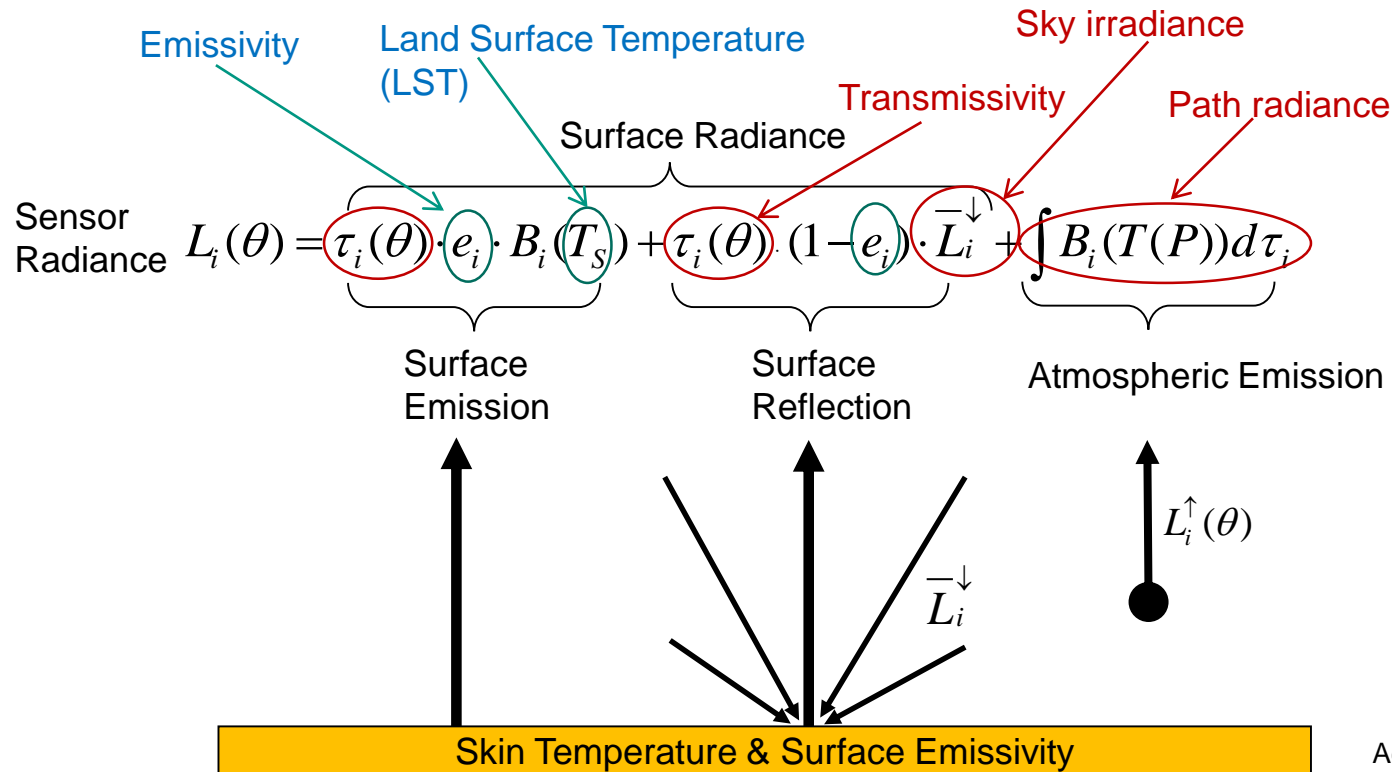 Emissivity
Land Surface Temperature
(LST)
Sky irradiance
Transmissivity
Path radiance
Surface Radiance
Sensor
Radiance
L_i(θ) = τ_i(θ) · e_i · B_i(T_S) + τ_i(θ) · (1 − e_i) · L̅_i^↓ + ∫ B_i(T(P))dτ_i
Surface
Emission
Surface
Reflection
Atmospheric Emission
L_i^↑(θ)
L̅_i^↓
Skin Temperature & Surface Emissivity
A